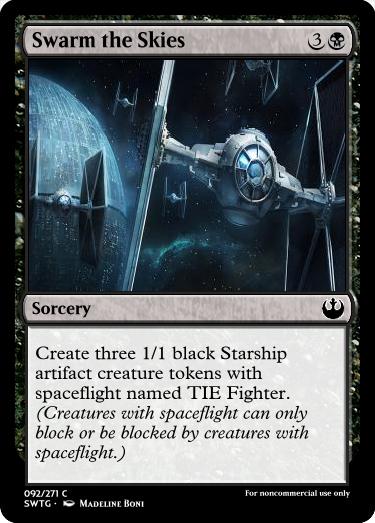 Swarm the Skies 3
Sorcery
Create three 1/1 black Starship
artifact creature tokens with
spaceflight named TIE Fighter.
(Creatures with spaceflight can only
block or be blocked by creatures with
spaceflight.)
092/271 C
For noncommercial use only
SWTG · Madeline Boni